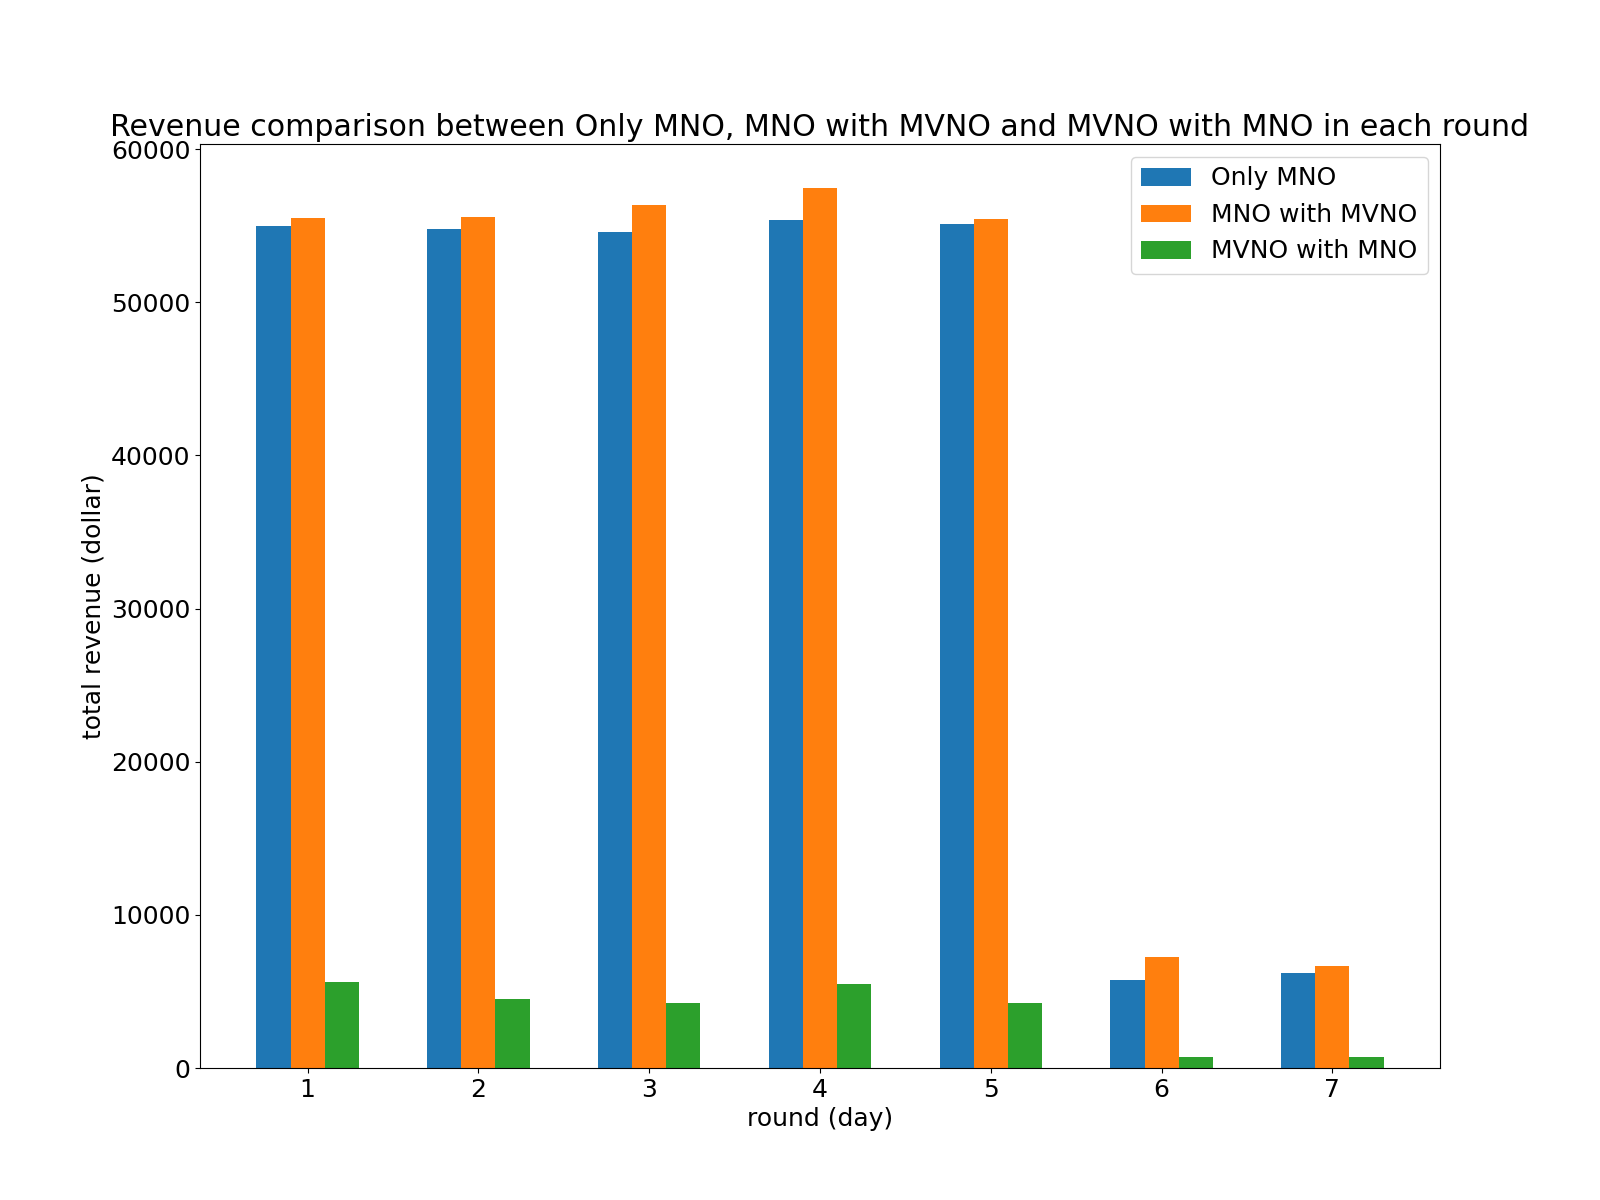 Revenue comparison between Only MNO, MNO with MVNO and MVNO with MNO in each round
60000
50000
40000
30000
20000
10000
0
total revenue (dollar)
Only MNO
MNO with MVNO
MVNO with MNO
1 2 3 4 5 6 7
round (day)